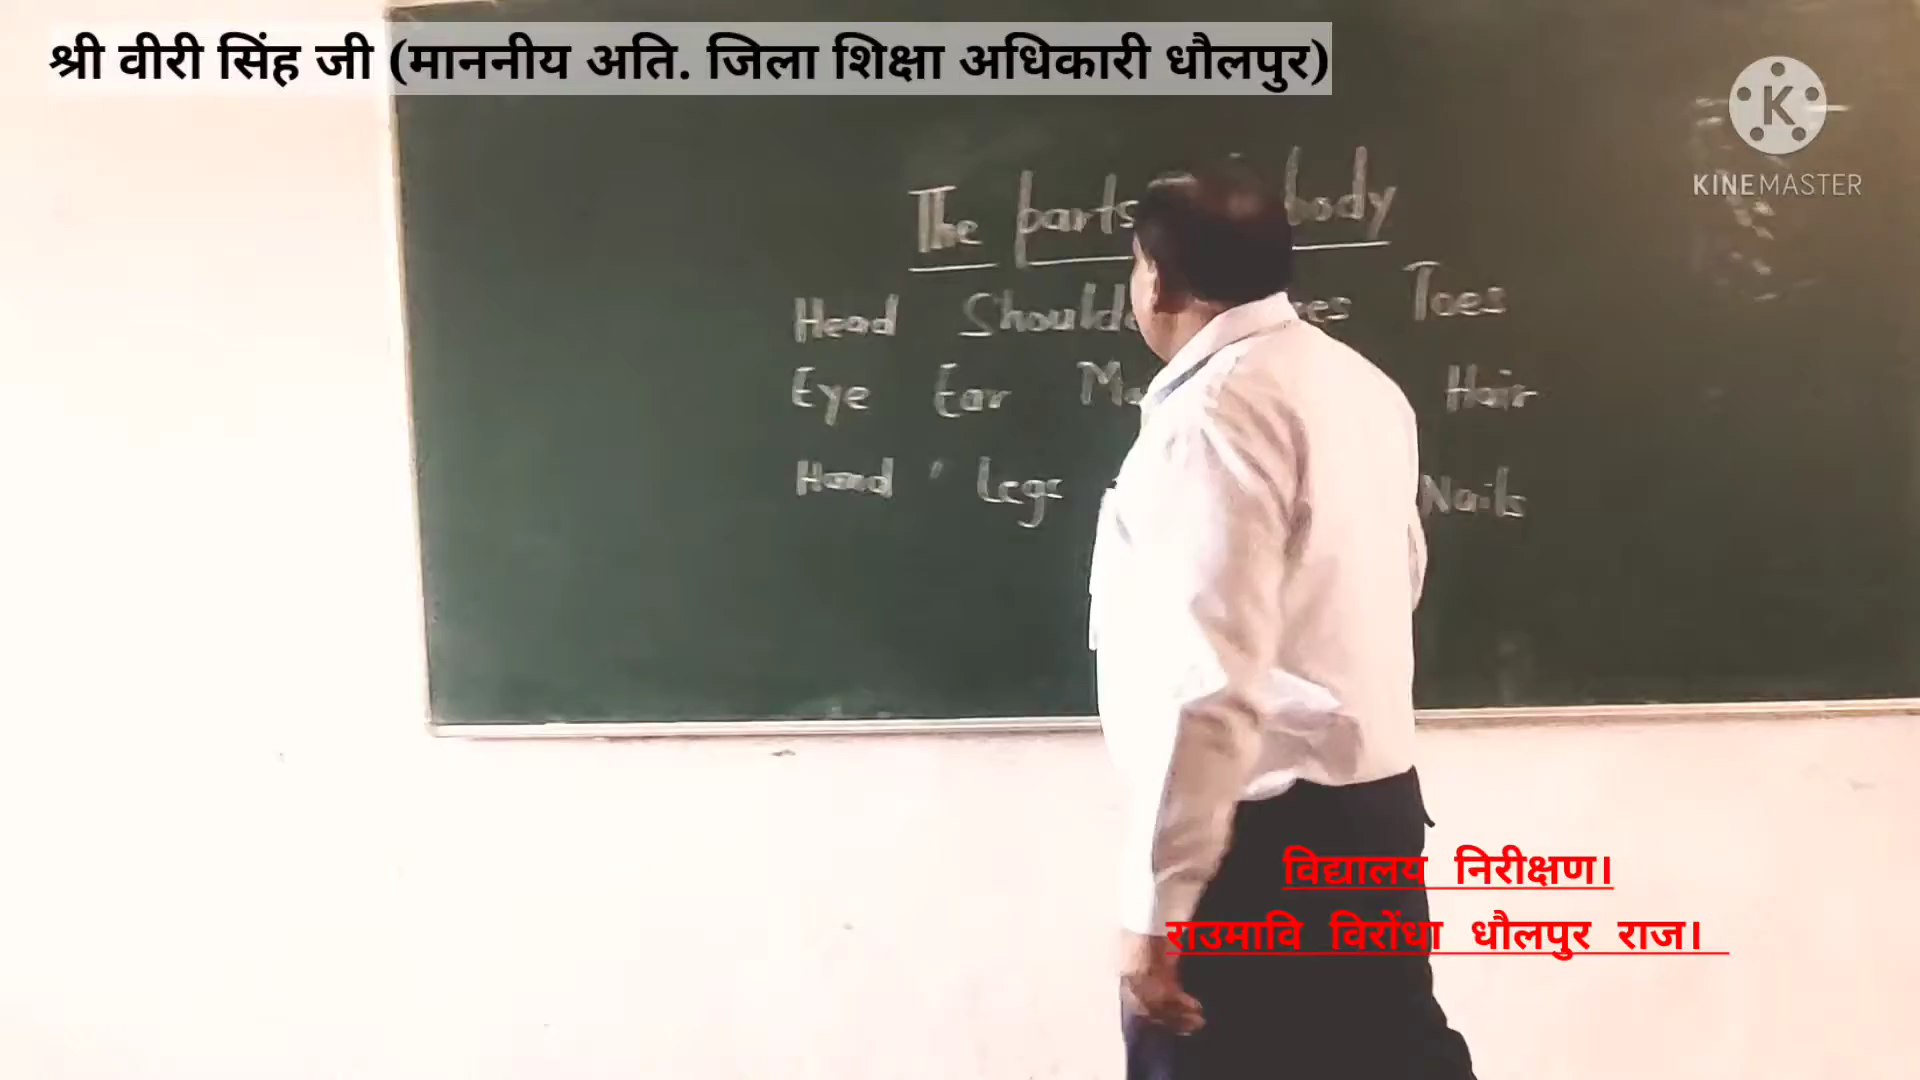 श्री वीरी सिंह जी (माननीय अति. जिला शिक्षा अधिकारी धौलपुर)
KINEMASTER
The parts body
Head Toes
Eye Ear Hair
Hand Legs Nails
विद्यालय निरीक्षण।
राउमावि विरोंधा धौलपुर राज।